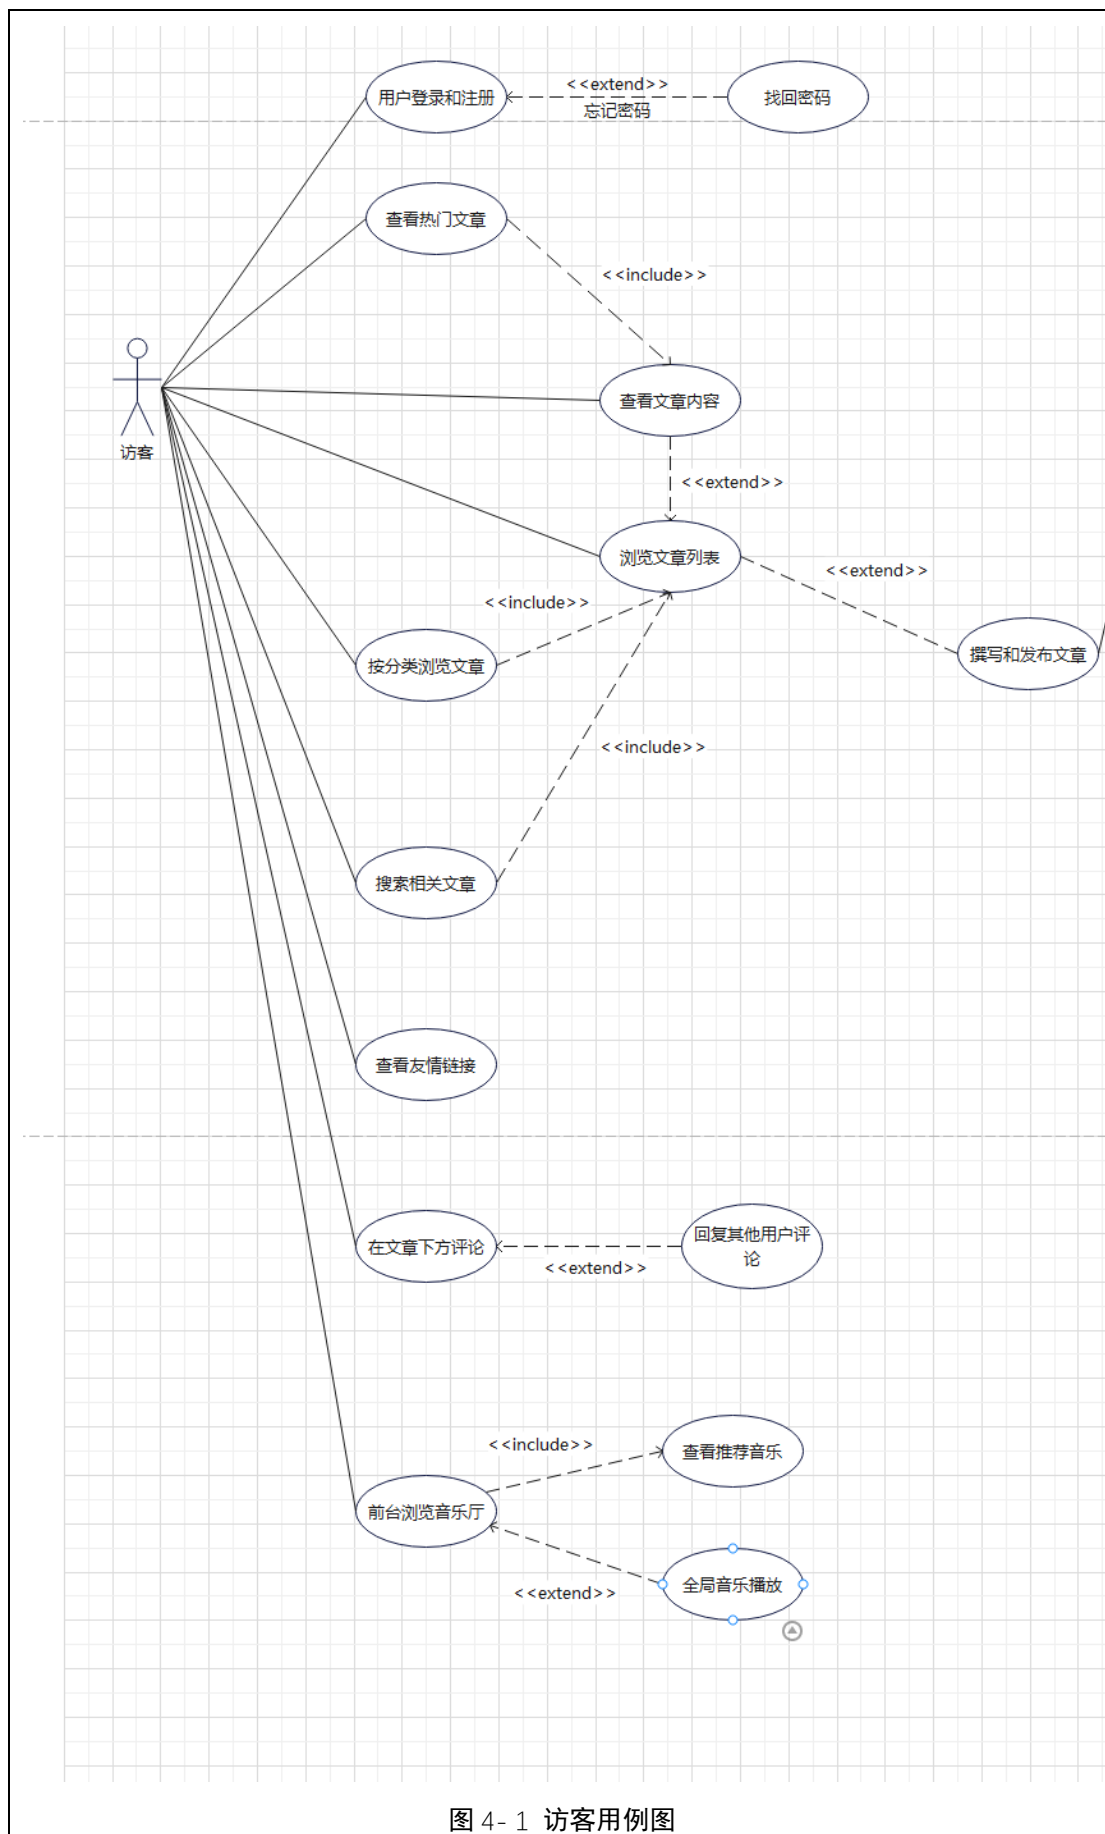 用户登录和注册
<<extend>>
忘记密码
找回密码
查看热门文章
<<include>>
查看文章内容
访客
<<extend>>
浏览文章列表
<<extend>>
<<include>>
撰写和发布文章
按分类浏览文章
<<include>>
搜索相关文章
查看友情链接
在文章下方评论
<<extend>>
回复其他用户评
论
<<include>>
查看推荐音乐
前台浏览音乐厅
<<extend>>
全局音乐播放
图 4- 1 访客用例图